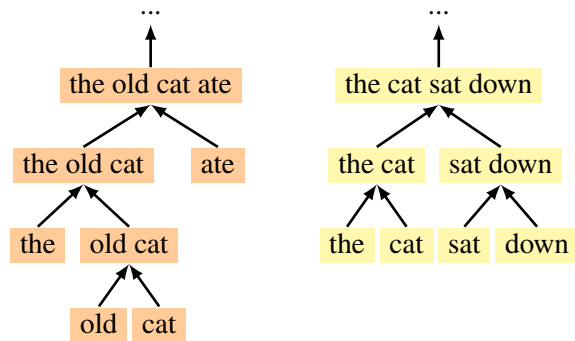 ...
the old cat ate
the old cat
ate
the
old cat
old
cat
...
the cat sat down
the cat
sat down
the
cat
sat
down